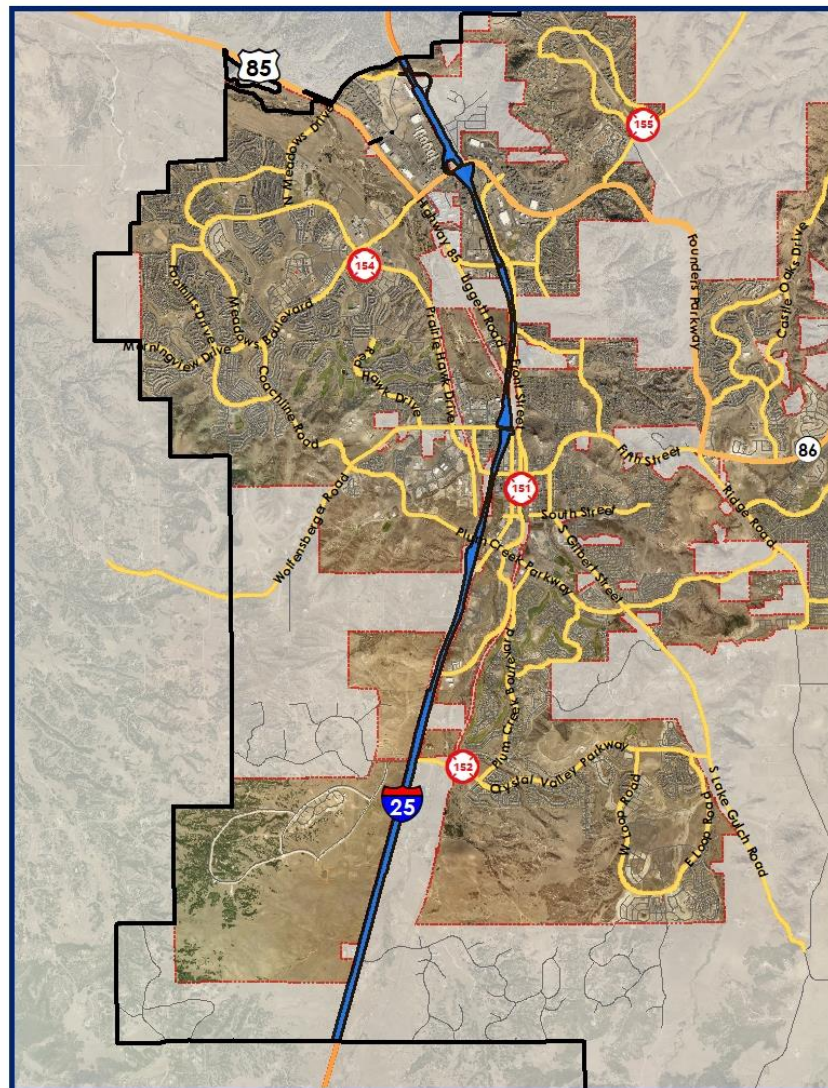 85
155
N Meadows Drive
Highway 85
154
Founders Parkway
Castle Oaks Drive
Foothills Drive
Meadows Boulevard
Liggett Road
Morningview Drive
Prairie Hawk Drive
Front Street
Red Hawk Drive
Coachline Road
Fifth Street
86
151
Ridge Road
South Street
Wolfensberger Road
Plum Creek Parkway
S Gilbert Street
Plum Creek Boulevard
152
Crystal Valley Parkway
25
W Loop Road
E Loop Road
S Lake Gulch Road